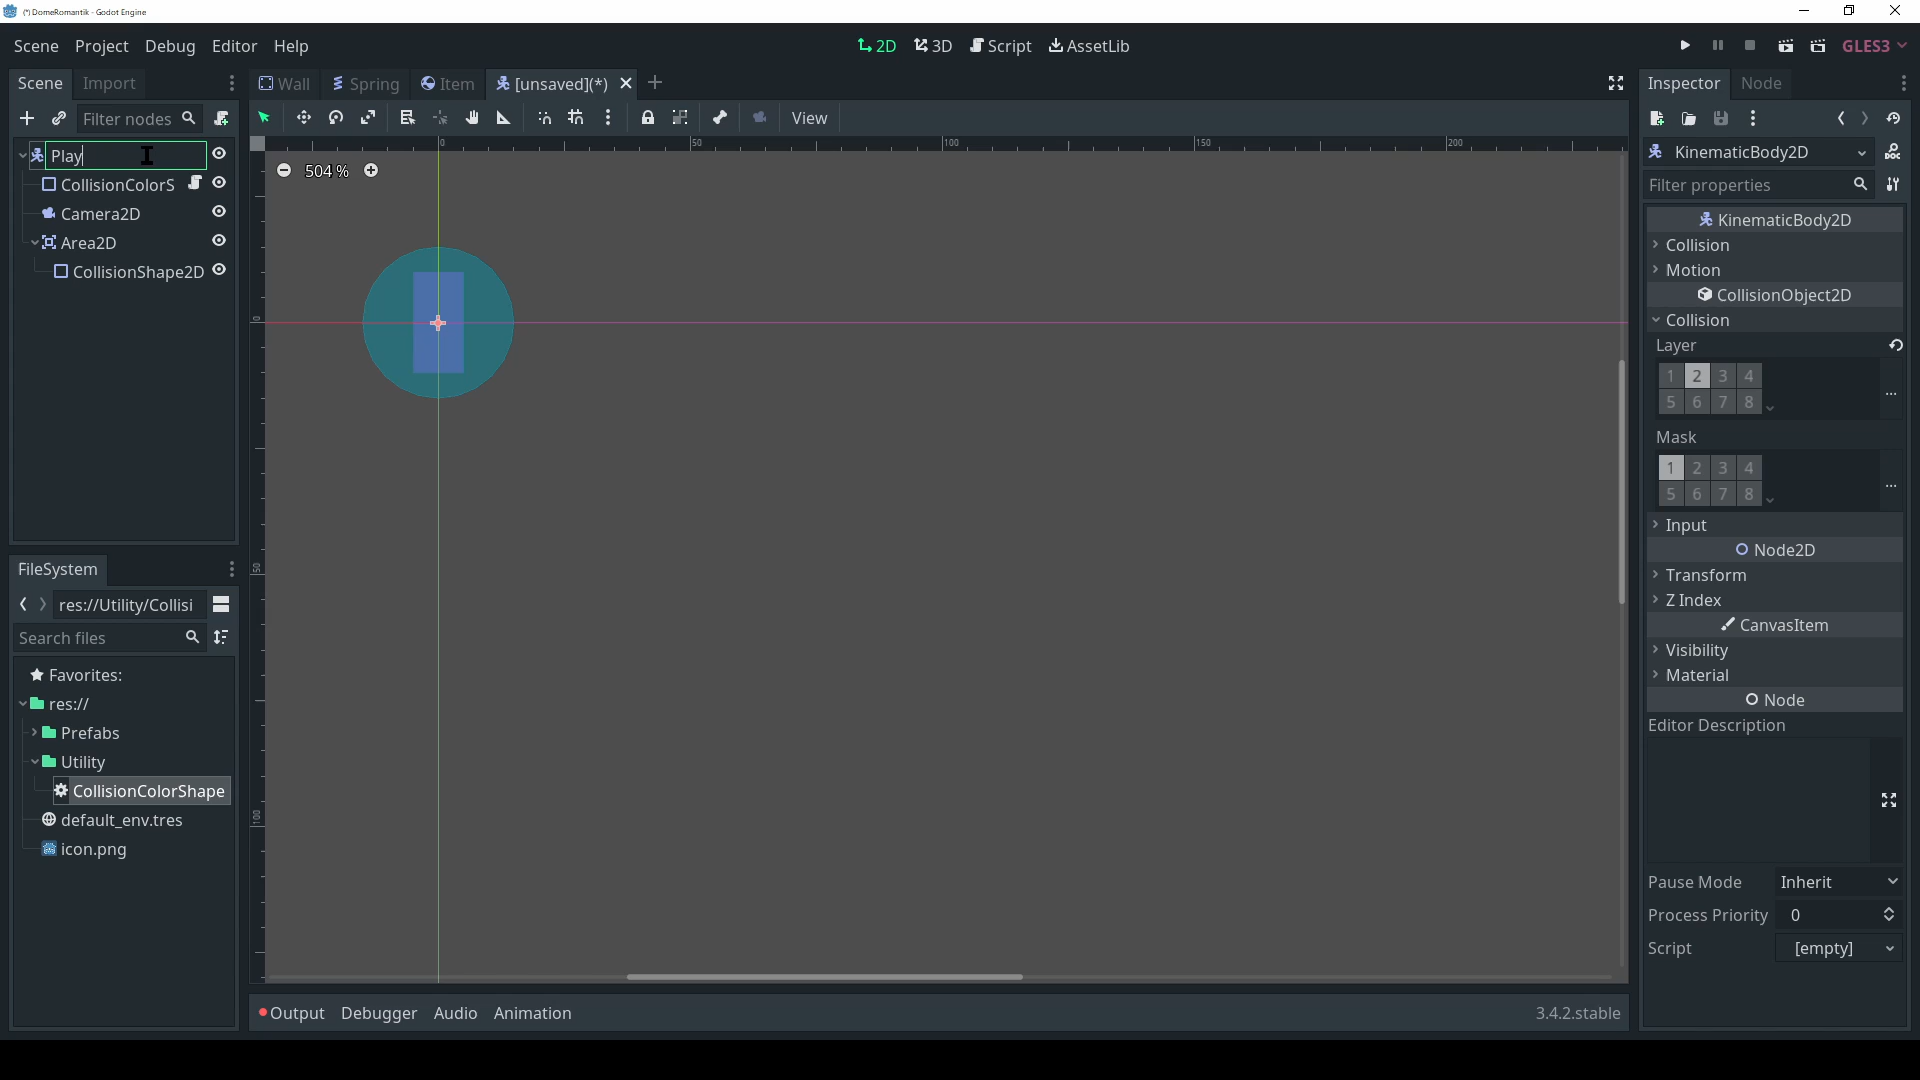 (*) DomeRomantik - Godot Engine
Scene Project Debug Editor Help
2D 3D Script AssetLib
GLES3
Scene Import
Wall Spring Item [unsaved](*)
Inspector Node
Filter nodes
View
Play
CollisionColorS
Camera2D
Area2D
CollisionShape2D
0 50 100 150 200
504 %
0
50
100
KinematicBody2D
Filter properties
KinematicBody2D
Collision
Motion
CollisionObject2D
Collision
Layer
1 2 3 4
5 6 7 8
Mask
1 2 3 4
5 6 7 8
Input
Node2D
Transform
Z Index
CanvasItem
Visibility
Material
Node
Editor Description
Pause Mode Inherit
Process Priority 0
Script [empty]
FileSystem
res://Utility/Collisi
Search files
Favorites:
res://
Prefabs
Utility
CollisionColorShape
default_env.tres
icon.png
Output Debugger Audio Animation
3.4.2.stable